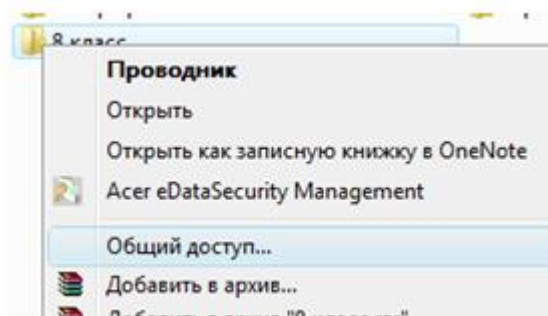 8 класс
Проводник
Открыть
Открыть как записную книжку в OneNote
Acer eDataSecurity Management
Общий доступ...
Добавить в архив...